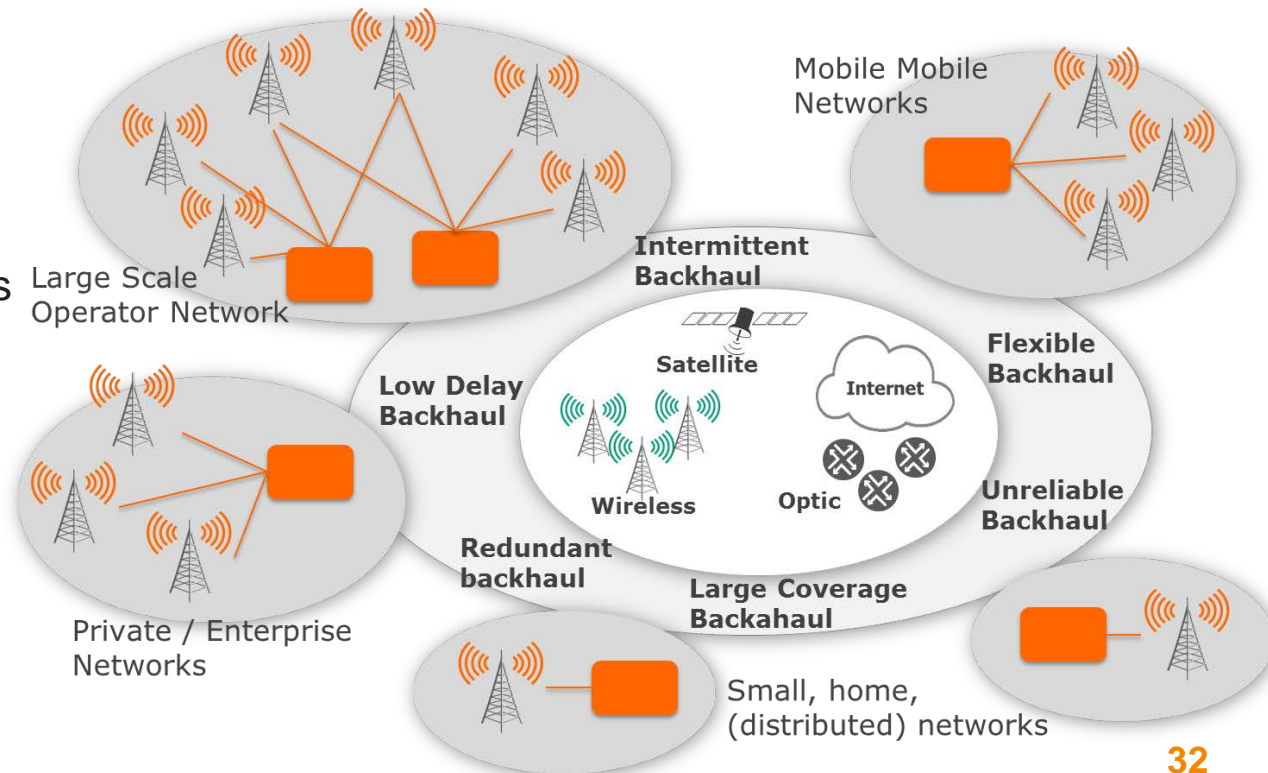 Mobile Mobile
Networks
s
Large Scale
Operator Network
Intermittent
Backhaul
Satellite
Internet
Flexible
Backhaul
Low Delay
Backhaul
Wireless
Optic
Unreliable
Backhaul
Redundant
backhaul
Large Coverage
Backahaul
Private / Enterprise
Networks
Small, home,
(distributed) networks
32